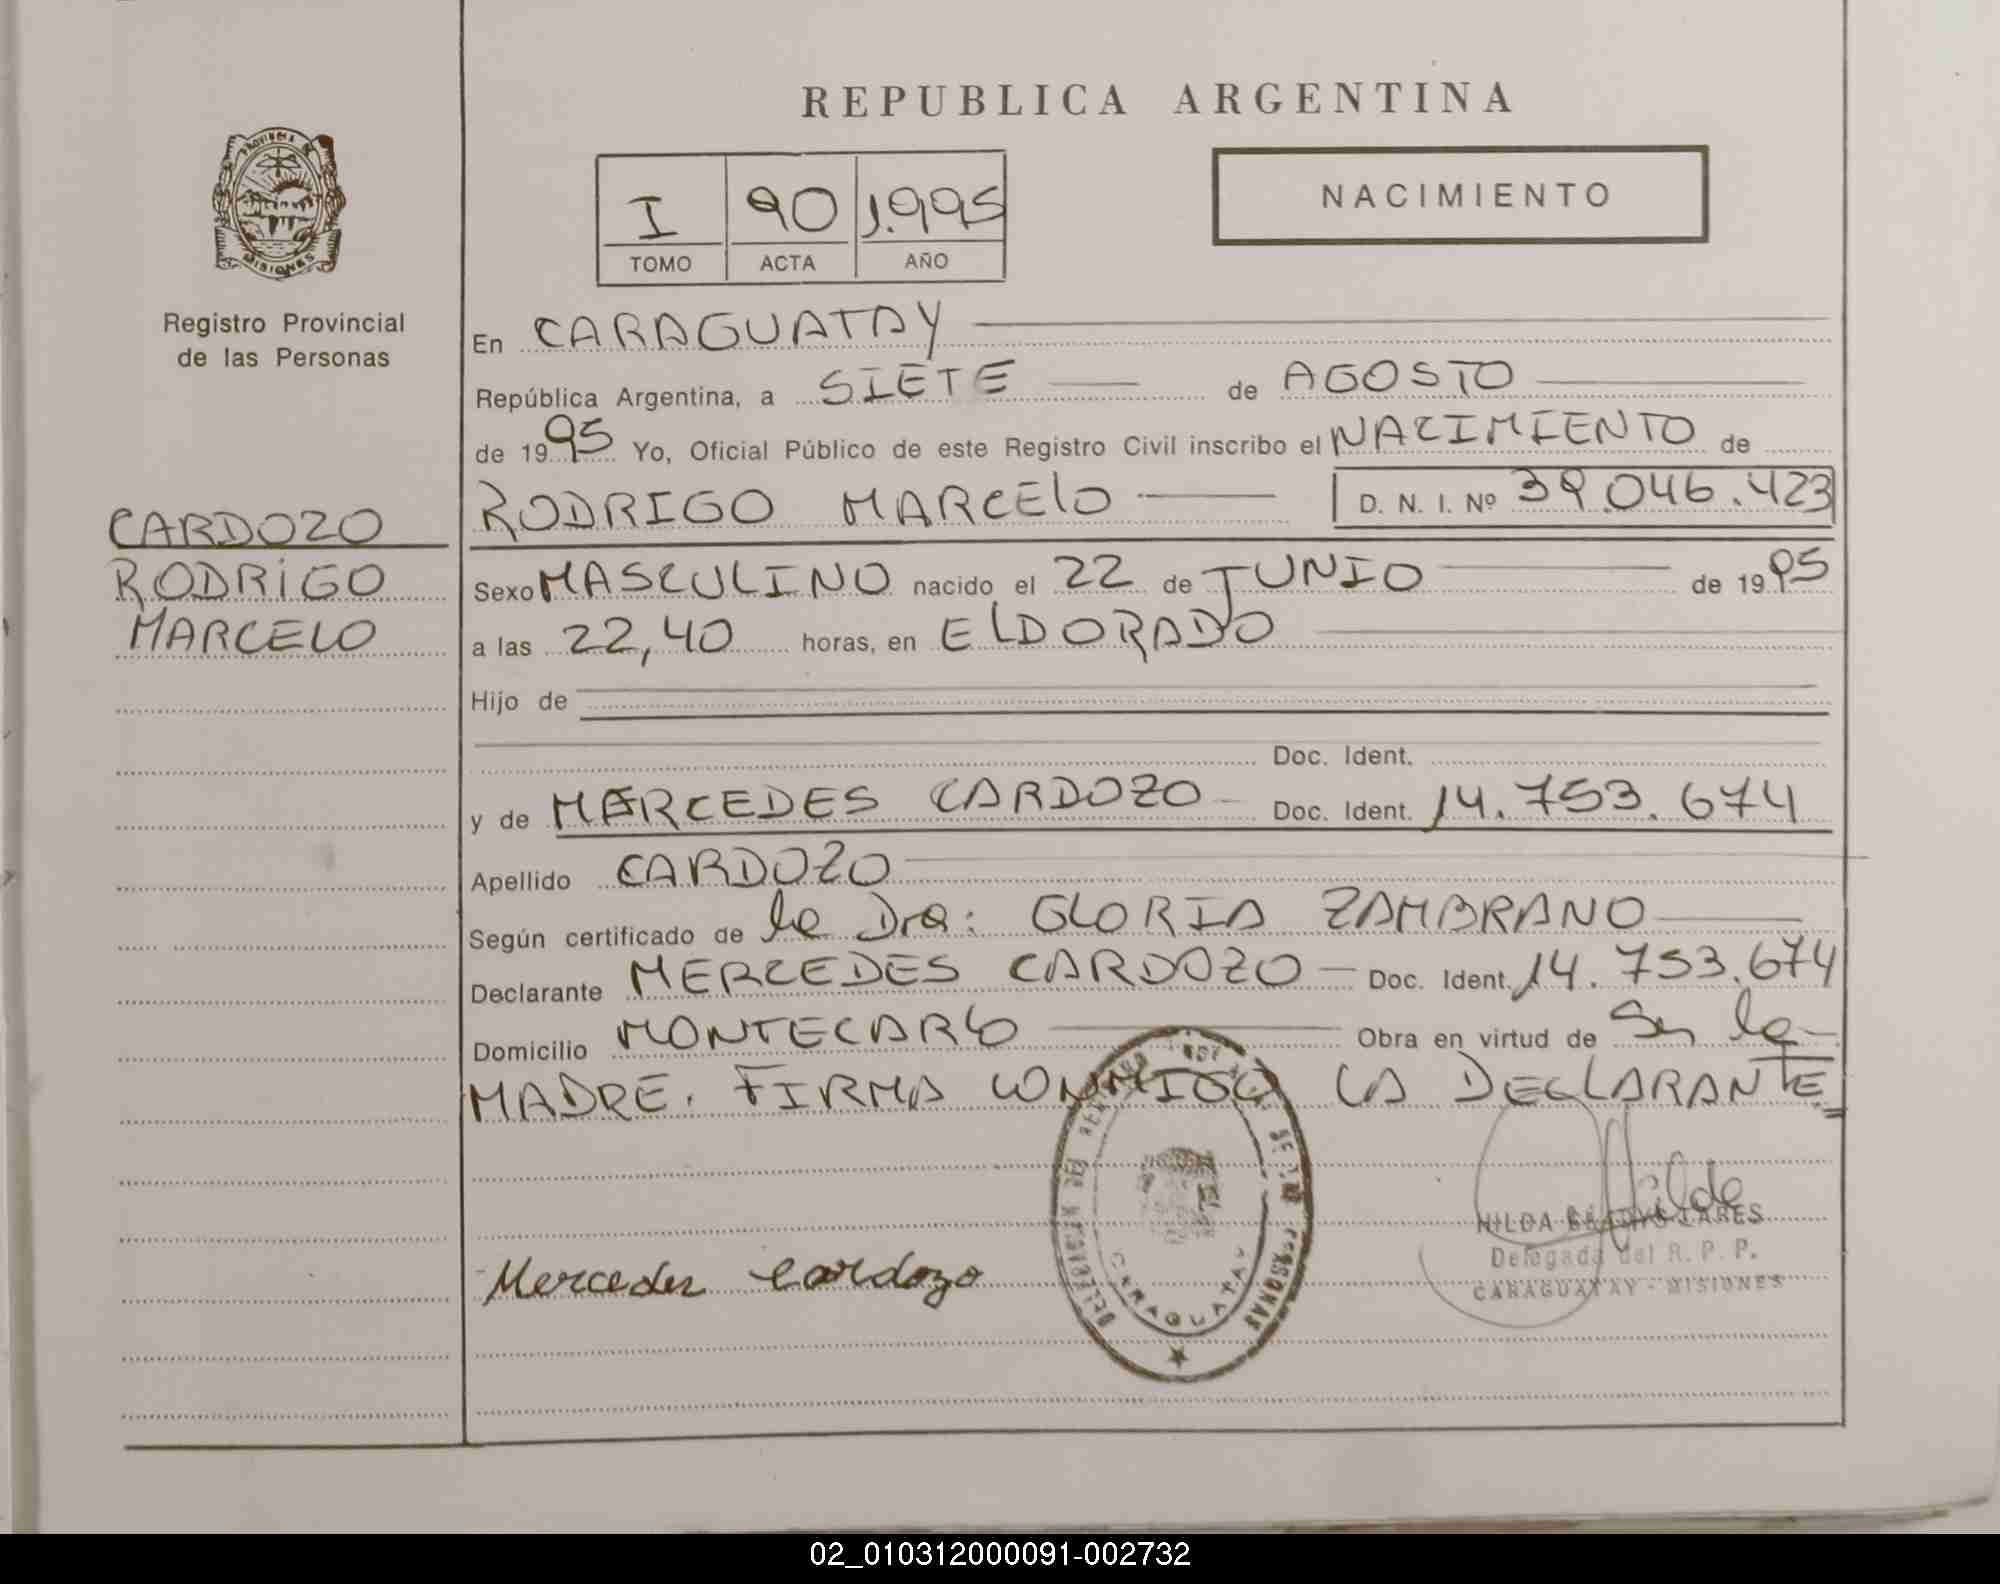 REPUBLICA ARGENTINA
PROVINCIA DE
MISIONES
Registro Provincial
de las Personas
I 90 1.995
TOMO ACTA AÑO
NACIMIENTO
CARDOZO
RODRIGO
MARCELO
En CARAGUATAY
República Argentina, a SIETE de AGOSTO
de 1995 Yo, Oficial Público de este Registro Civil inscribo el NACIMIENTO de
RODRIGO MARCELO D. N. I. Nº 39.046.423
Sexo MASCULINO nacido el 22 de JUNIO de 1995
a las 22,40 horas, en ELDORADO
Hijo de
Doc. Ident.
y de MERCEDES CARDOZO Doc. Ident. 14.753.674
Apellido CARDOZO
Según certificado de la Dra: GLORIA ZAMBRANO
Declarante MERCEDES CARDOZO Doc. Ident. 14.753.674
Domicilio MONTECARLO Obra en virtud de Ser la
MADRE. FIRMA CONMIGO LA DECLARANTE.=
Mercedes Cardozo
CARAGUATAY
HILDA GLADYS
Delegada del R. P. P.
CARAGUATAY - MISIONES
02_010312000091-002732